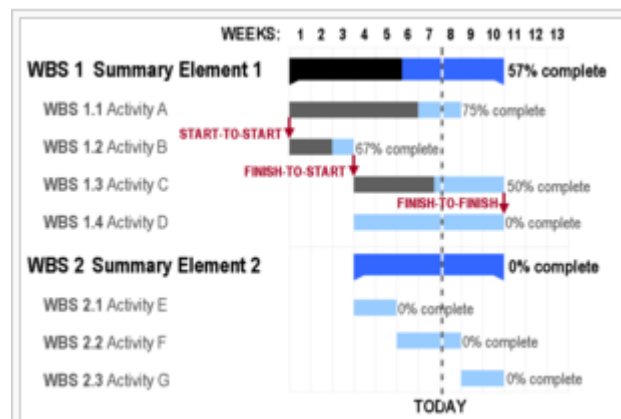 WEEKS: 1 2 3 4 5 6 7 8 9 10 11 12 13
WBS 1 Summary Element 1 57% complete
WBS 1.1 Activity A 75% complete
START-TO-START
WBS 1.2 Activity B 67% complete
FINISH-TO-START
WBS 1.3 Activity C 50% complete
FINISH-TO-FINISH
WBS 1.4 Activity D 0% complete
WBS 2 Summary Element 2 0% complete
WBS 2.1 Activity E 0% complete
WBS 2.2 Activity F 0% complete
WBS 2.3 Activity G 0% complete
TODAY